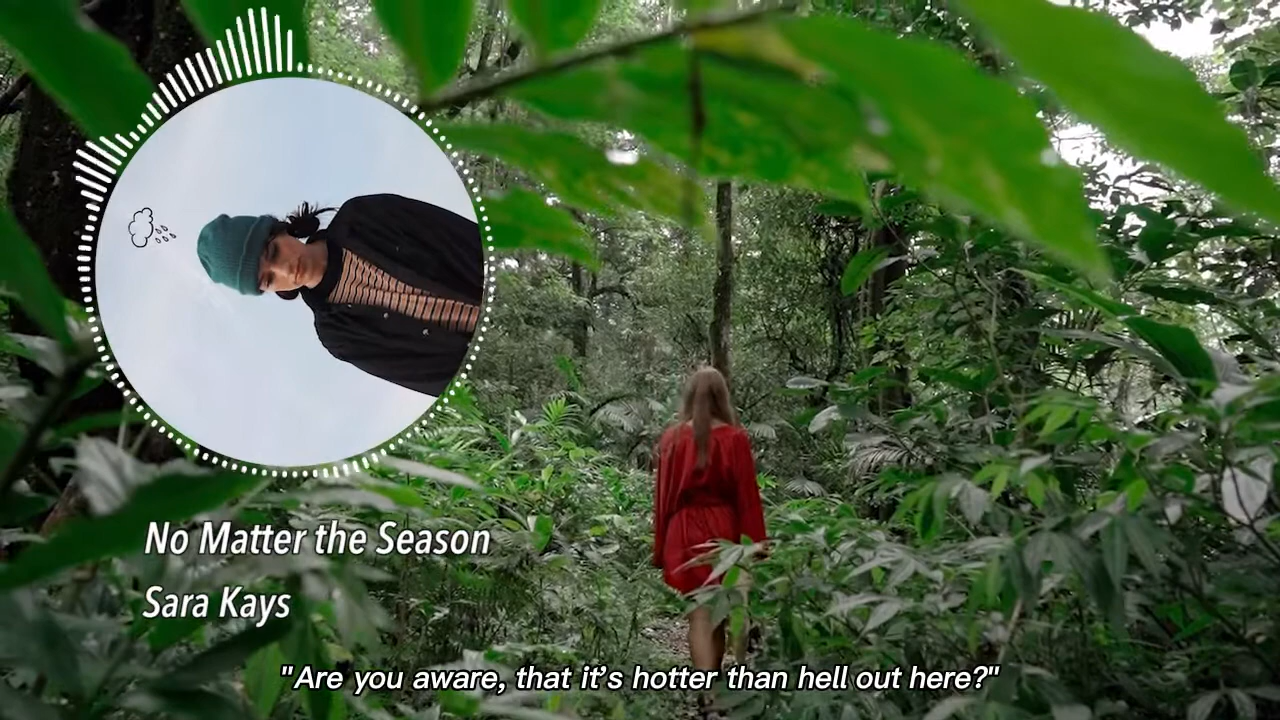 No Matter the Season
Sara Kays
"Are you aware, that it’s hotter than hell out here?"